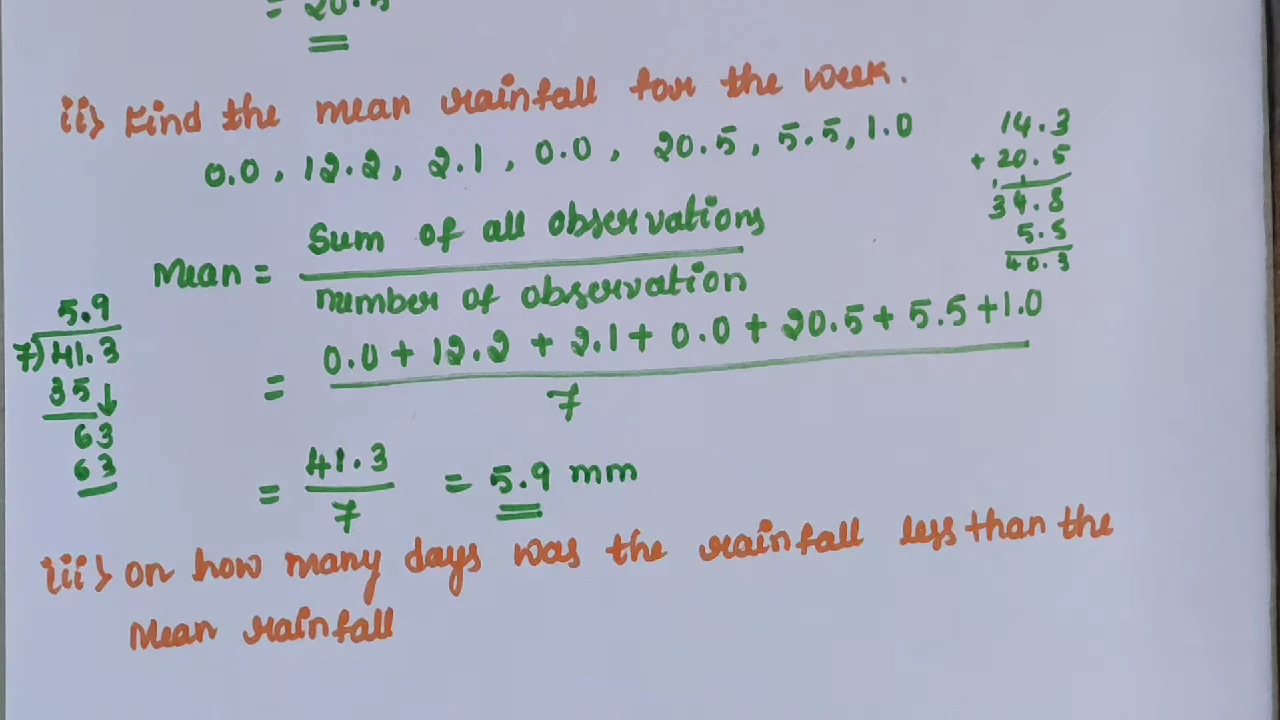 = 20.5
ii) Find the mean rainfall for the week.
0.0, 12.2, 2.1, 0.0, 20.5, 5.5, 1.0
14.3
+ 20.5
34.8
5.5
40.3
Mean = Sum of all observations
number of observation
= 0.0 + 12.2 + 2.1 + 0.0 + 20.5 + 5.5 + 1.0
7
5.9
7)41.3
35↓
63
63
= 41.3 = 5.9 mm
7
iii) on how many days was the rainfall less than the
Mean rainfall